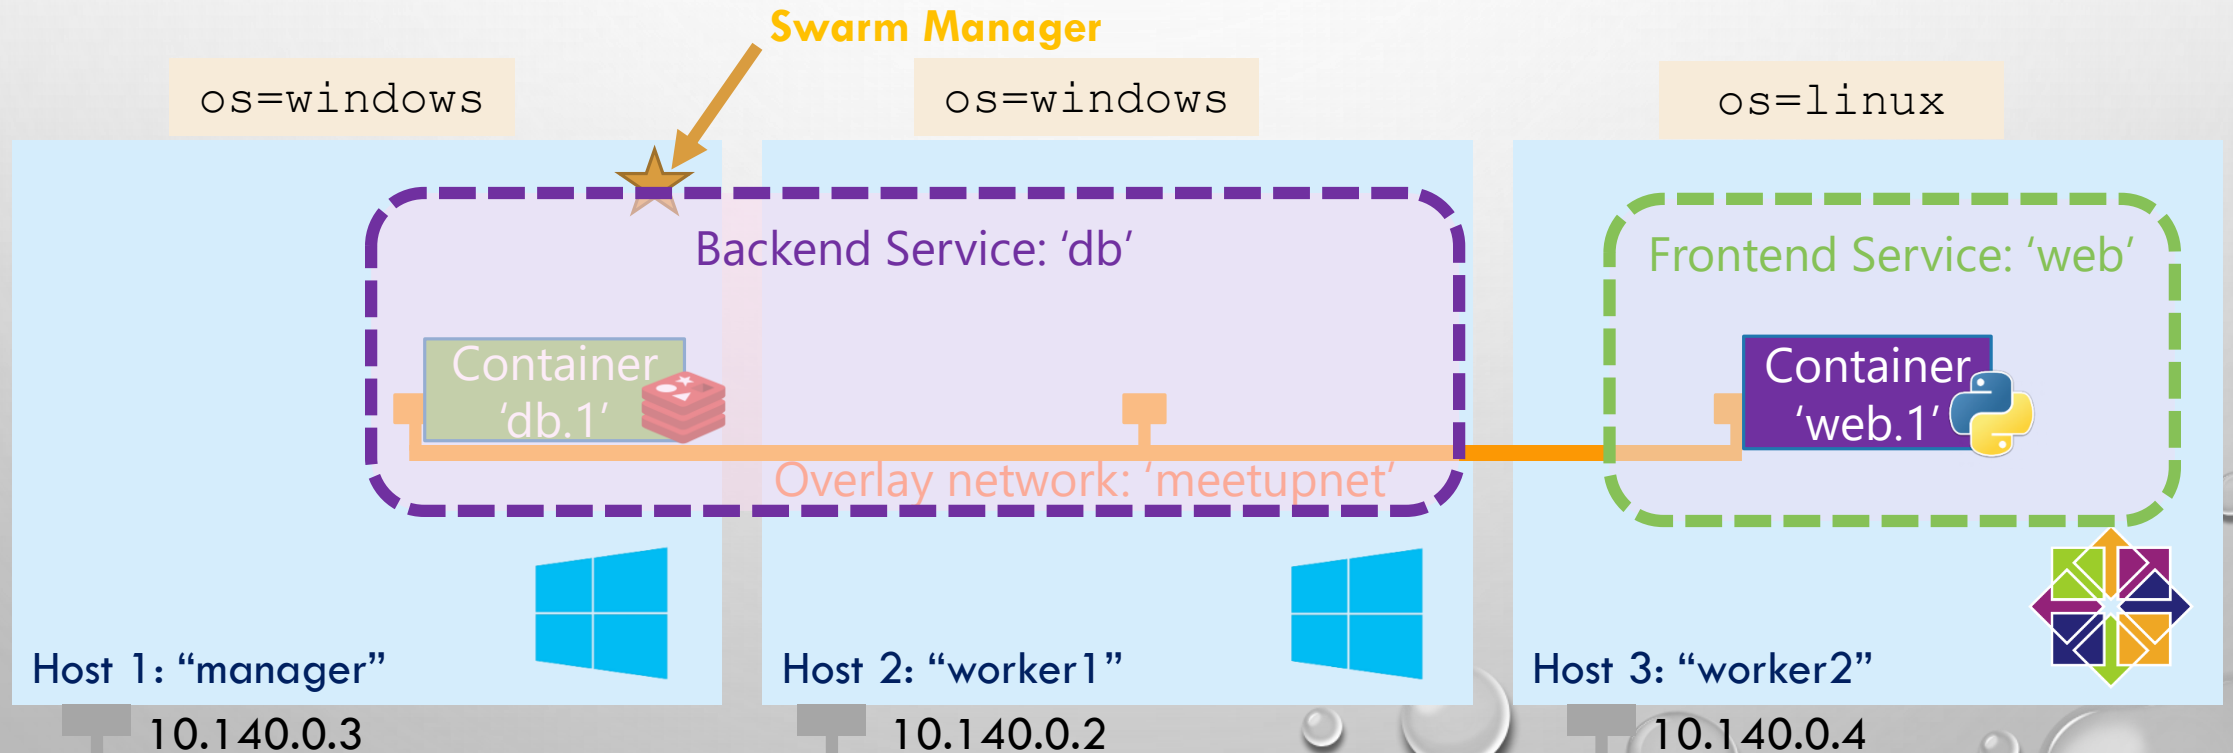 Swarm Manager
os=windows
os=windows
os=linux
Backend Service: ‘db’
Frontend Service: ‘web’
Container
‘db.1’
Container
‘web.1’
Overlay network: ‘meetupnet’
Host 1: “manager”
Host 2: “worker1”
Host 3: “worker2”
10.140.0.3
10.140.0.2
10.140.0.4